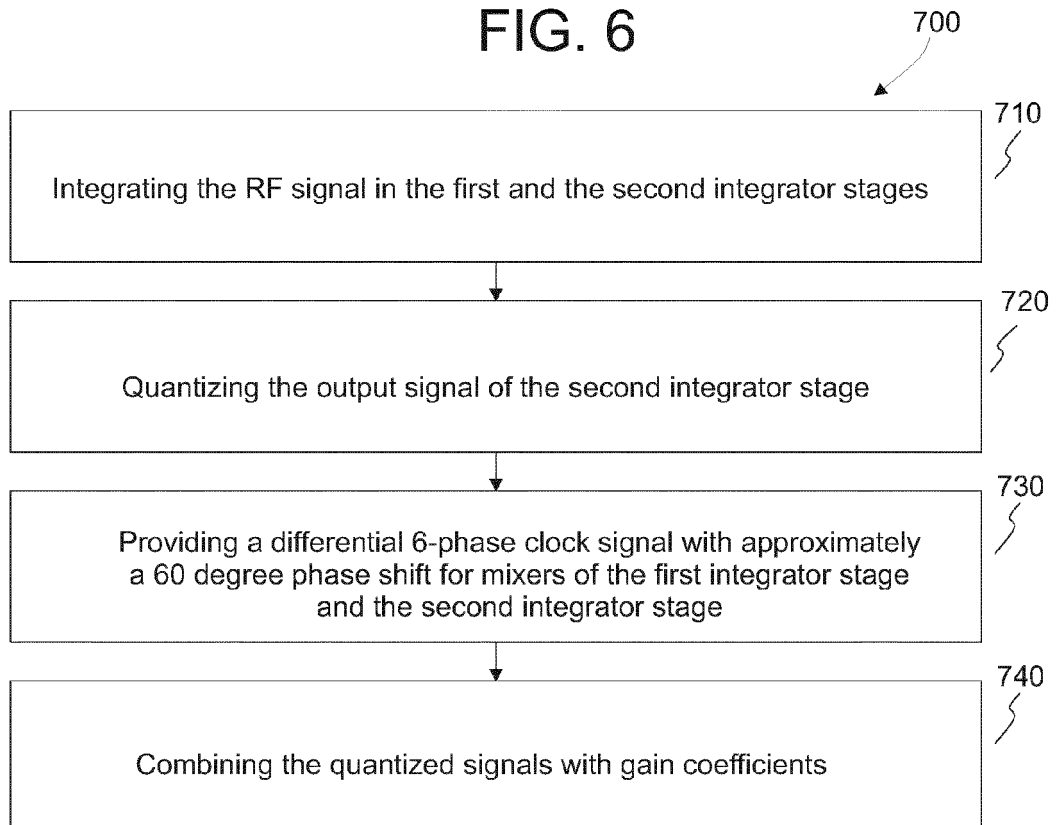 FIG. 6
700
710
Integrating the RF signal in the first and the second integrator stages
720
Quantizing the output signal of the second integrator stage
730
Providing a differential 6-phase clock signal with approximately
a 60 degree phase shift for mixers of the first integrator stage
and the second integrator stage
740
Combining the quantized signals with gain coefficients